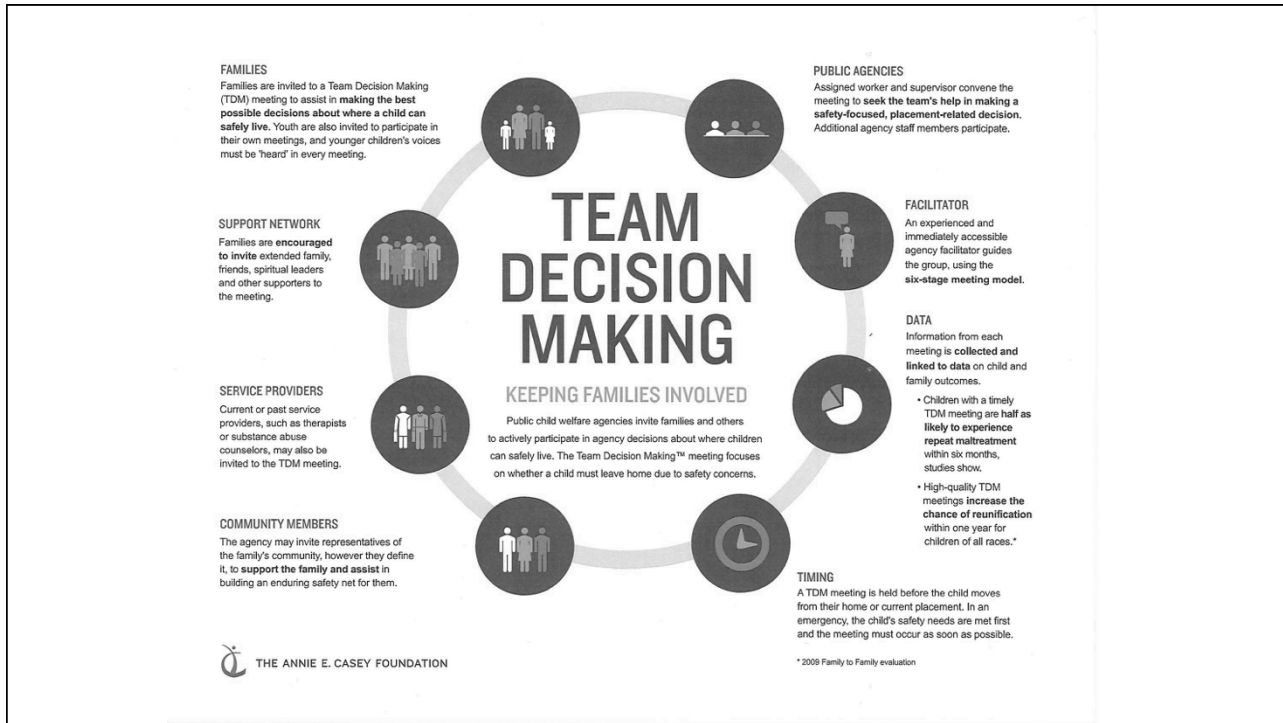 FAMILIES
Families are invited to a Team Decision Making
(TDM) meeting to assist in making the best
possible decisions about where a child can
safely live. Youth are also invited to participate in
their own meetings, and younger children's voices
must be 'heard' in every meeting.
SUPPORT NETWORK
Families are encouraged
to invite extended family,
friends, spiritual leaders
and other supporters to
the meeting.
SERVICE PROVIDERS
Current or past service
providers, such as therapists
or substance abuse
counselors, may also be
invited to the TDM meeting.
COMMUNITY MEMBERS
The agency may invite representatives of
the family's community, however they define
it, to support the family and assist in
building an enduring safety net for them.
TEAM
DECISION
MAKING
KEEPING FAMILIES INVOLVED
Public child welfare agencies invite families and others
to actively participate in agency decisions about where children
can safely live. The Team Decision Making™ meeting focuses
on whether a child must leave home due to safety concerns.
PUBLIC AGENCIES
Assigned worker and supervisor convene the
meeting to seek the team's help in making a
safety-focused, placement-related decision.
Additional agency staff members participate.
FACILITATOR
An experienced and
immediately accessible
agency facilitator guides
the group, using the
six-stage meeting model.
DATA
Information from each
meeting is collected and
linked to data on child and
family outcomes.
• Children with a timely
TDM meeting are half as
likely to experience
repeat maltreatment
within six months,
studies show.
• High-quality TDM
meetings increase the
chance of reunification
within one year for
children of all races.*
TIMING
A TDM meeting is held before the child moves
from their home or current placement. In an
emergency, the child's safety needs are met first
and the meeting must occur as soon as possible.
* 2009 Family to Family evaluation
THE ANNIE E. CASEY FOUNDATION